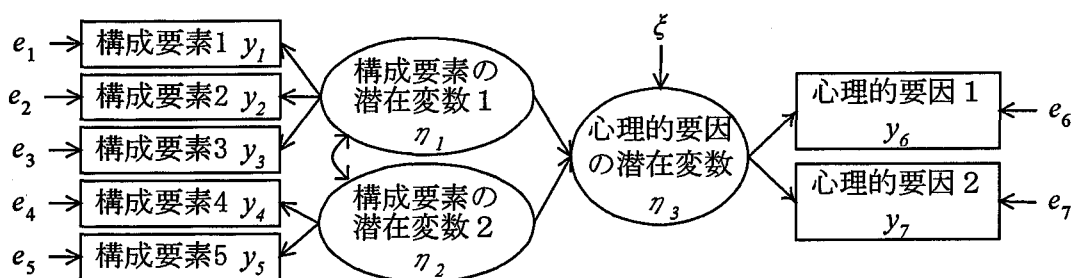 e1 構成要素1 y1
e2 構成要素2 y2
e3 構成要素3 y3
e4 構成要素4 y4
e5 構成要素5 y5
構成要素の
潜在変数1
η1
構成要素の
潜在変数2
η2
ξ
心理的要因
の潜在変数
η3
心理的要因1
y6
e6
心理的要因2
y7
e7